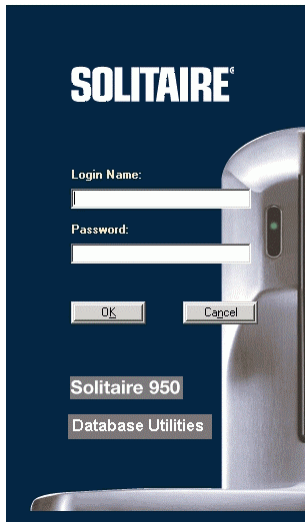 SOLITAIRE®
Login Name:
Password:
OK
Cancel
Solitaire 950
Database Utilities